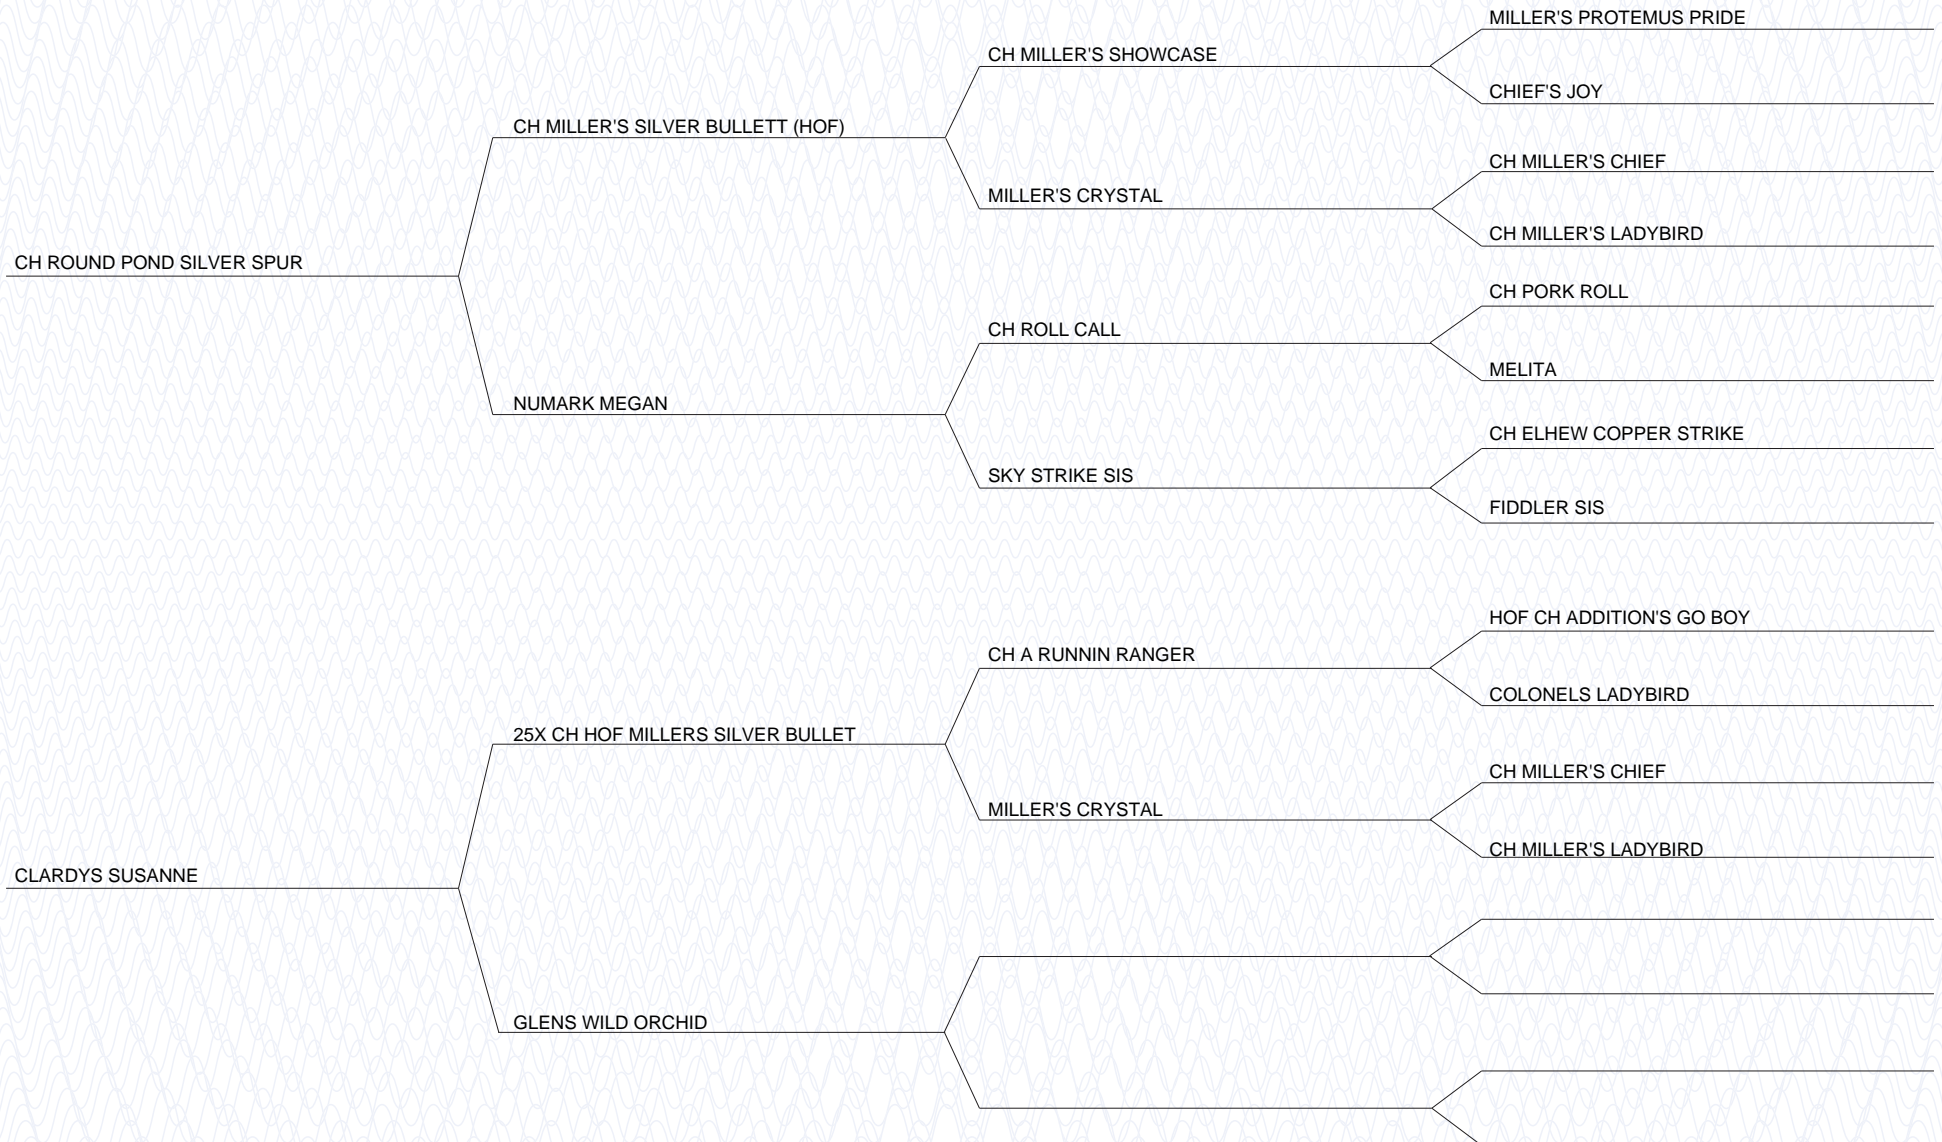 MILLER'S PROTEMUS PRIDE
CH MILLER'S SHOWCASE
CHIEF'S JOY
CH MILLER'S SILVER BULLETT (HOF)
CH MILLER'S CHIEF
MILLER'S CRYSTAL
CH MILLER'S LADYBIRD
CH ROUND POND SILVER SPUR
CH PORK ROLL
CH ROLL CALL
MELITA
NUMARK MEGAN
CH ELHEW COPPER STRIKE
SKY STRIKE SIS
FIDDLER SIS
HOF CH ADDITION'S GO BOY
CH A RUNNIN RANGER
COLONELS LADYBIRD
25X CH HOF MILLERS SILVER BULLET
CH MILLER'S CHIEF
MILLER'S CRYSTAL
CH MILLER'S LADYBIRD
CLARDYS SUSANNE
GLENS WILD ORCHID